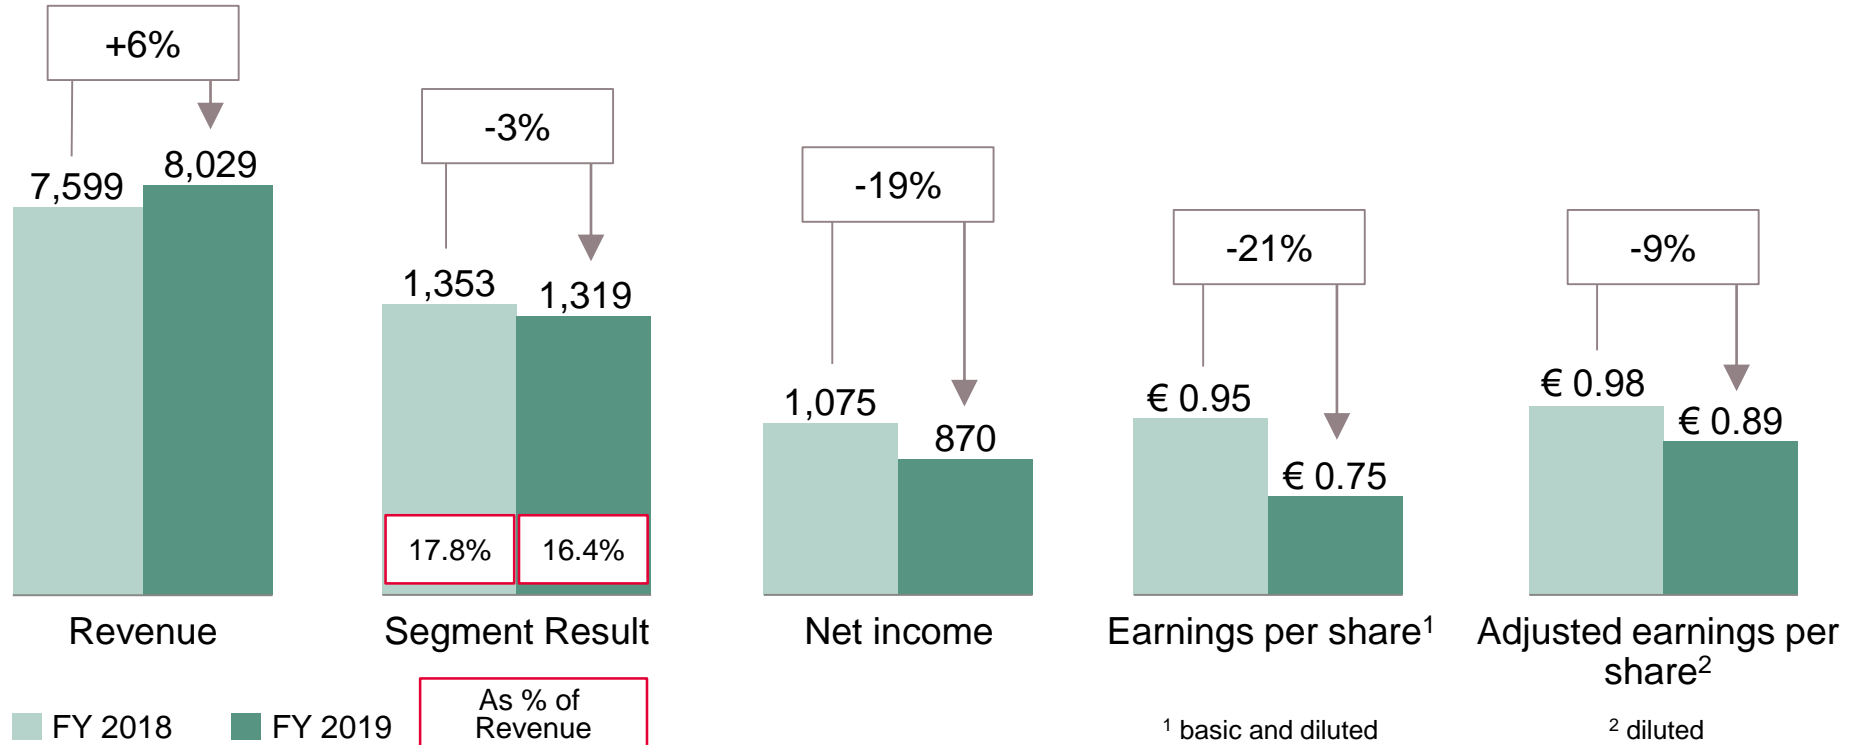 +6%
-3%
-19%
-21%
-9%
7,599
8,029
1,353
1,319
1,075
870
€ 0.95
€ 0.75
€ 0.98
€ 0.89
17.8%
16.4%
Revenue
Segment Result
Net income
Earnings per share¹
Adjusted earnings per
share²
FY 2018
FY 2019
As % of
Revenue
¹ basic and diluted
² diluted